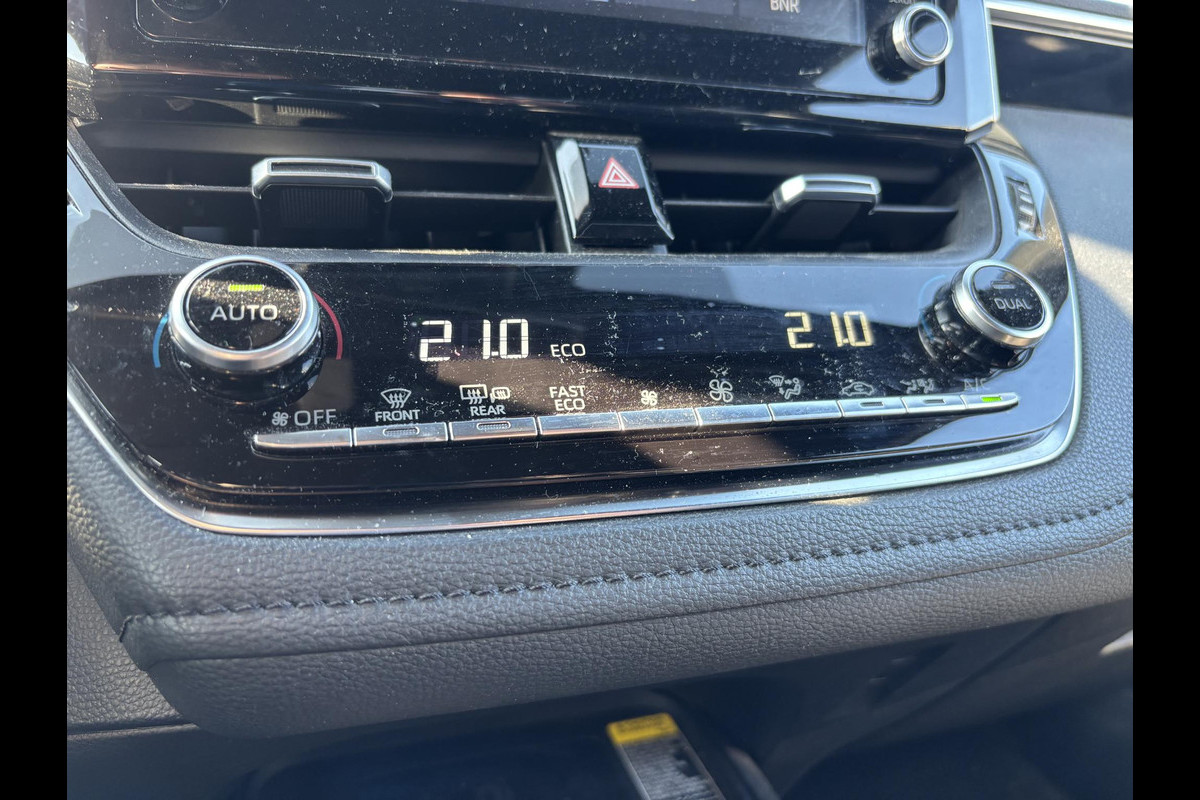 BNR
AUTO
DUAL
21.0
ECO
21.0
OFF
FRONT
REAR
FAST
ECO
A/C